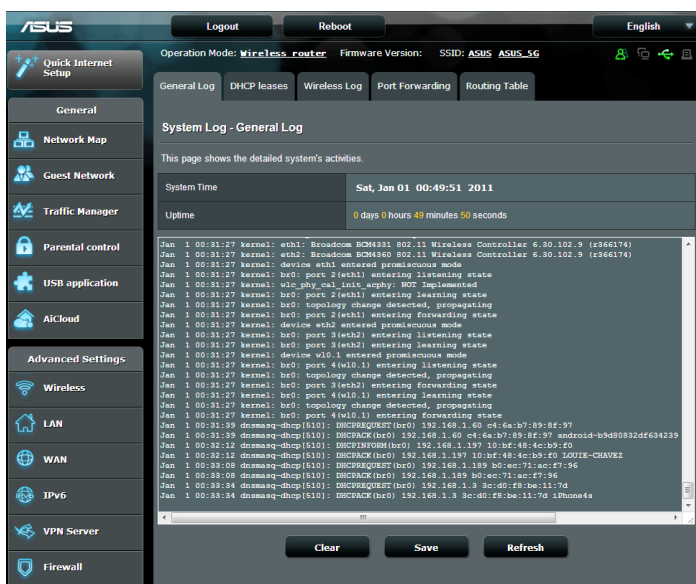 ASUS
Logout
Reboot
English
Quick Internet
Setup
General
Network Map
Guest Network
Traffic Manager
Parental control
USB application
AiCloud
Advanced Settings
Wireless
LAN
WAN
IPv6
VPN Server
Firewall
Operation Mode: Wireless router Firmware Version: SSID: ASUS ASUS_5G
General Log
DHCP leases
Wireless Log
Port Forwarding
Routing Table
System Log - General Log
This page shows the detailed system's activities.
System Time
Sat, Jan 01 00:49:51 2011
Uptime
0 days 0 hours 49 minutes 50 seconds
Jan 1 00:31:27 kernel: eth1: Broadcom BCM4331 802.11 Wireless Controller 6.30.102.9 (r366174)
Jan 1 00:31:27 kernel: eth2: Broadcom BCM4360 802.11 Wireless Controller 6.30.102.9 (r366174)
Jan 1 00:31:27 kernel: device eth1 entered promiscuous mode
Jan 1 00:31:27 kernel: br0: port 2(eth1) entering listening state
Jan 1 00:31:27 kernel: wlc_phy_cal_init_acphy: NOT Implemented
Jan 1 00:31:27 kernel: br0: port 2(eth1) entering learning state
Jan 1 00:31:27 kernel: br0: topology change detected, propagating
Jan 1 00:31:27 kernel: br0: port 2(eth1) entering forwarding state
Jan 1 00:31:27 kernel: device eth2 entered promiscuous mode
Jan 1 00:31:27 kernel: br0: port 3(eth2) entering listening state
Jan 1 00:31:27 kernel: br0: port 3(eth2) entering learning state
Jan 1 00:31:27 kernel: device wl0.1 entered promiscuous mode
Jan 1 00:31:27 kernel: br0: port 4(wl0.1) entering listening state
Jan 1 00:31:27 kernel: br0: topology change detected, propagating
Jan 1 00:31:27 kernel: br0: port 3(eth2) entering forwarding state
Jan 1 00:31:27 kernel: br0: port 4(wl0.1) entering learning state
Jan 1 00:31:27 kernel: br0: topology change detected, propagating
Jan 1 00:31:27 kernel: br0: port 4(wl0.1) entering forwarding state
Jan 1 00:31:39 dnsmasq-dhcp[510]: DHCPREQUEST(br0) 192.168.1.60 c4:6a:b7:89:8f:97
Jan 1 00:31:39 dnsmasq-dhcp[510]: DHCPACK(br0) 192.168.1.60 c4:6a:b7:89:8f:97 android-b9d80832df634239
Jan 1 00:32:12 dnsmasq-dhcp[510]: DHCPINFORM(br0) 192.168.1.197 10:bf:48:4c:b9:f0
Jan 1 00:32:12 dnsmasq-dhcp[510]: DHCPACK(br0) 192.168.1.197 10:bf:48:4c:b9:f0 LOUIE-CHAVEZ
Jan 1 00:33:08 dnsmasq-dhcp[510]: DHCPREQUEST(br0) 192.168.1.189 b0:ec:71:ac:f7:96
Jan 1 00:33:08 dnsmasq-dhcp[510]: DHCPACK(br0) 192.168.1.189 b0:ec:71:ac:f7:96
Jan 1 00:33:34 dnsmasq-dhcp[510]: DHCPREQUEST(br0) 192.168.1.3 3c:d0:f8:be:11:7d
Jan 1 00:33:34 dnsmasq-dhcp[510]: DHCPACK(br0) 192.168.1.3 3c:d0:f8:be:11:7d iPhone4s
Clear
Save
Refresh